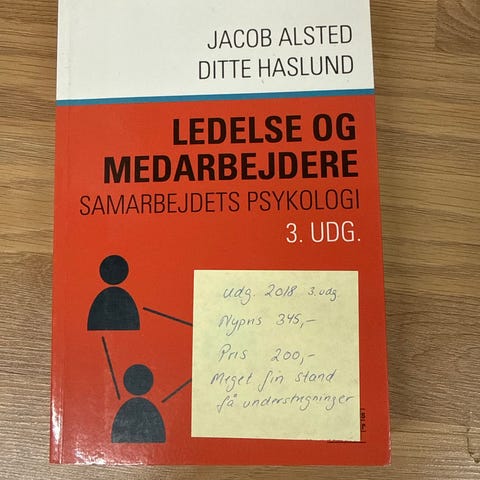 JACOB ALSTED
DITTE HASLUND
LEDELSE OG
MEDARBEJDERE
SAMARBEJDETS PSYKOLOGI
3. UDG.
Udg. 2018 3. udg.
Nypris 345,-
Pris 200,-
Meget fin stand
få understregninger